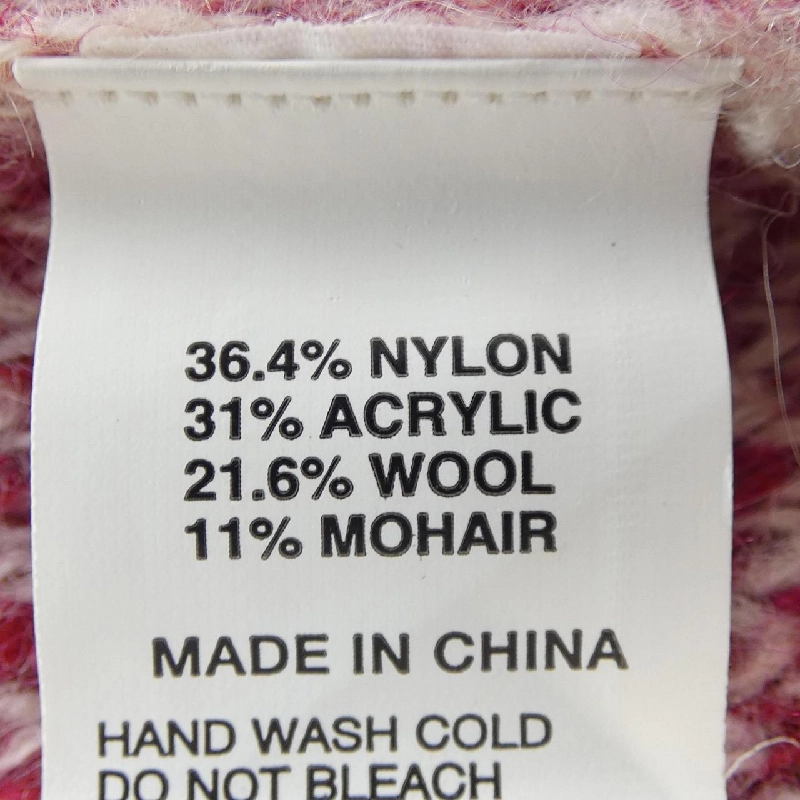 36.4% NYLON
31% ACRYLIC
21.6% WOOL
11% MOHAIR
MADE IN CHINA
HAND WASH COLD
DO NOT BLEACH